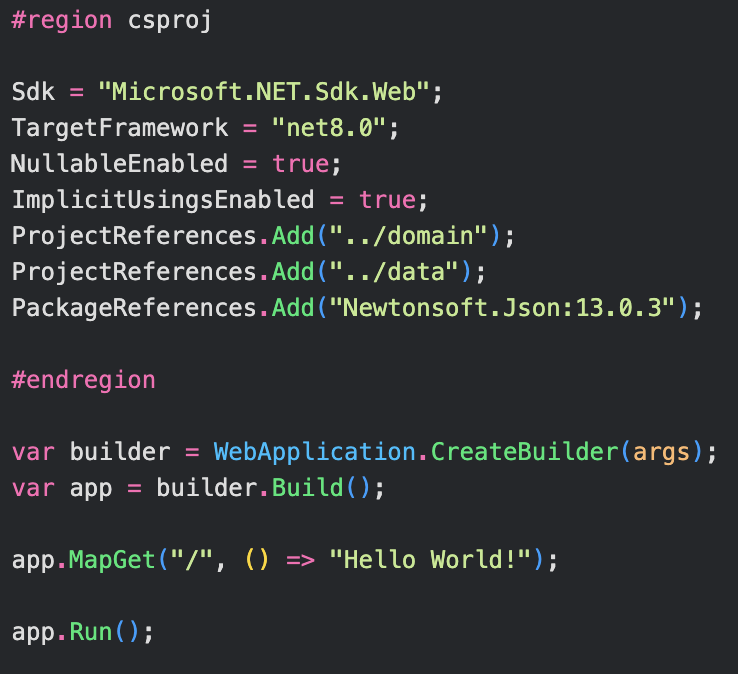 #region csproj
Sdk = "Microsoft.NET.Sdk.Web";
TargetFramework = "net8.0";
NullableEnabled = true;
ImplicitUsingsEnabled = true;
ProjectReferences.Add("../domain");
ProjectReferences.Add("../data");
PackageReferences.Add("Newtonsoft.Json:13.0.3");
#endregion
var builder = WebApplication.CreateBuilder(args);
var app = builder.Build();
app.MapGet("/", () => "Hello World!");
app.Run();